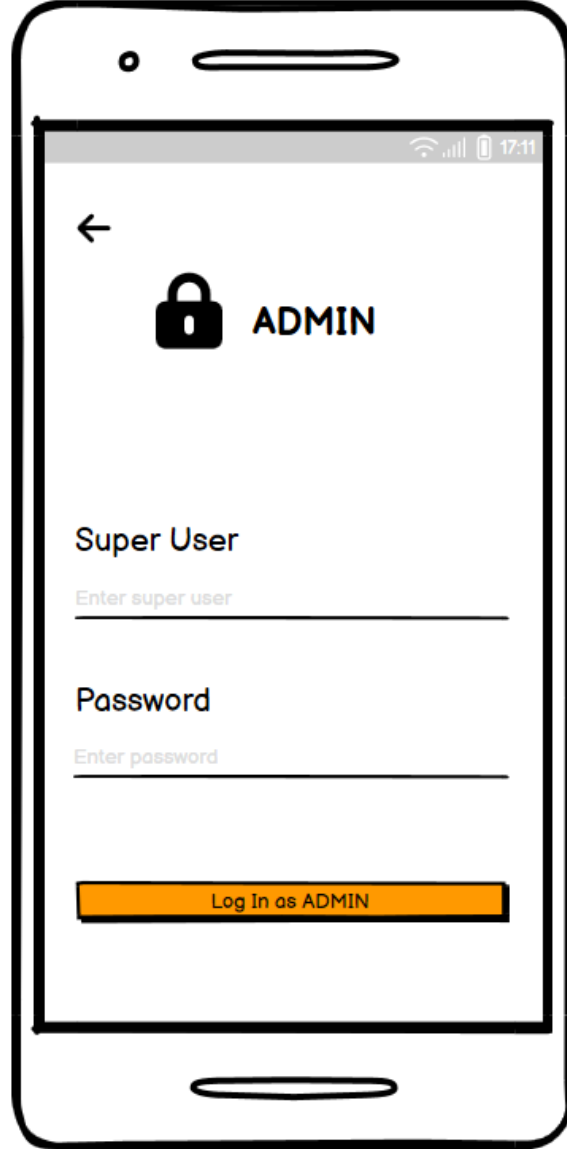 17:11
ADMIN
Super User
Enter super user
Password
Enter password
Log In as ADMIN